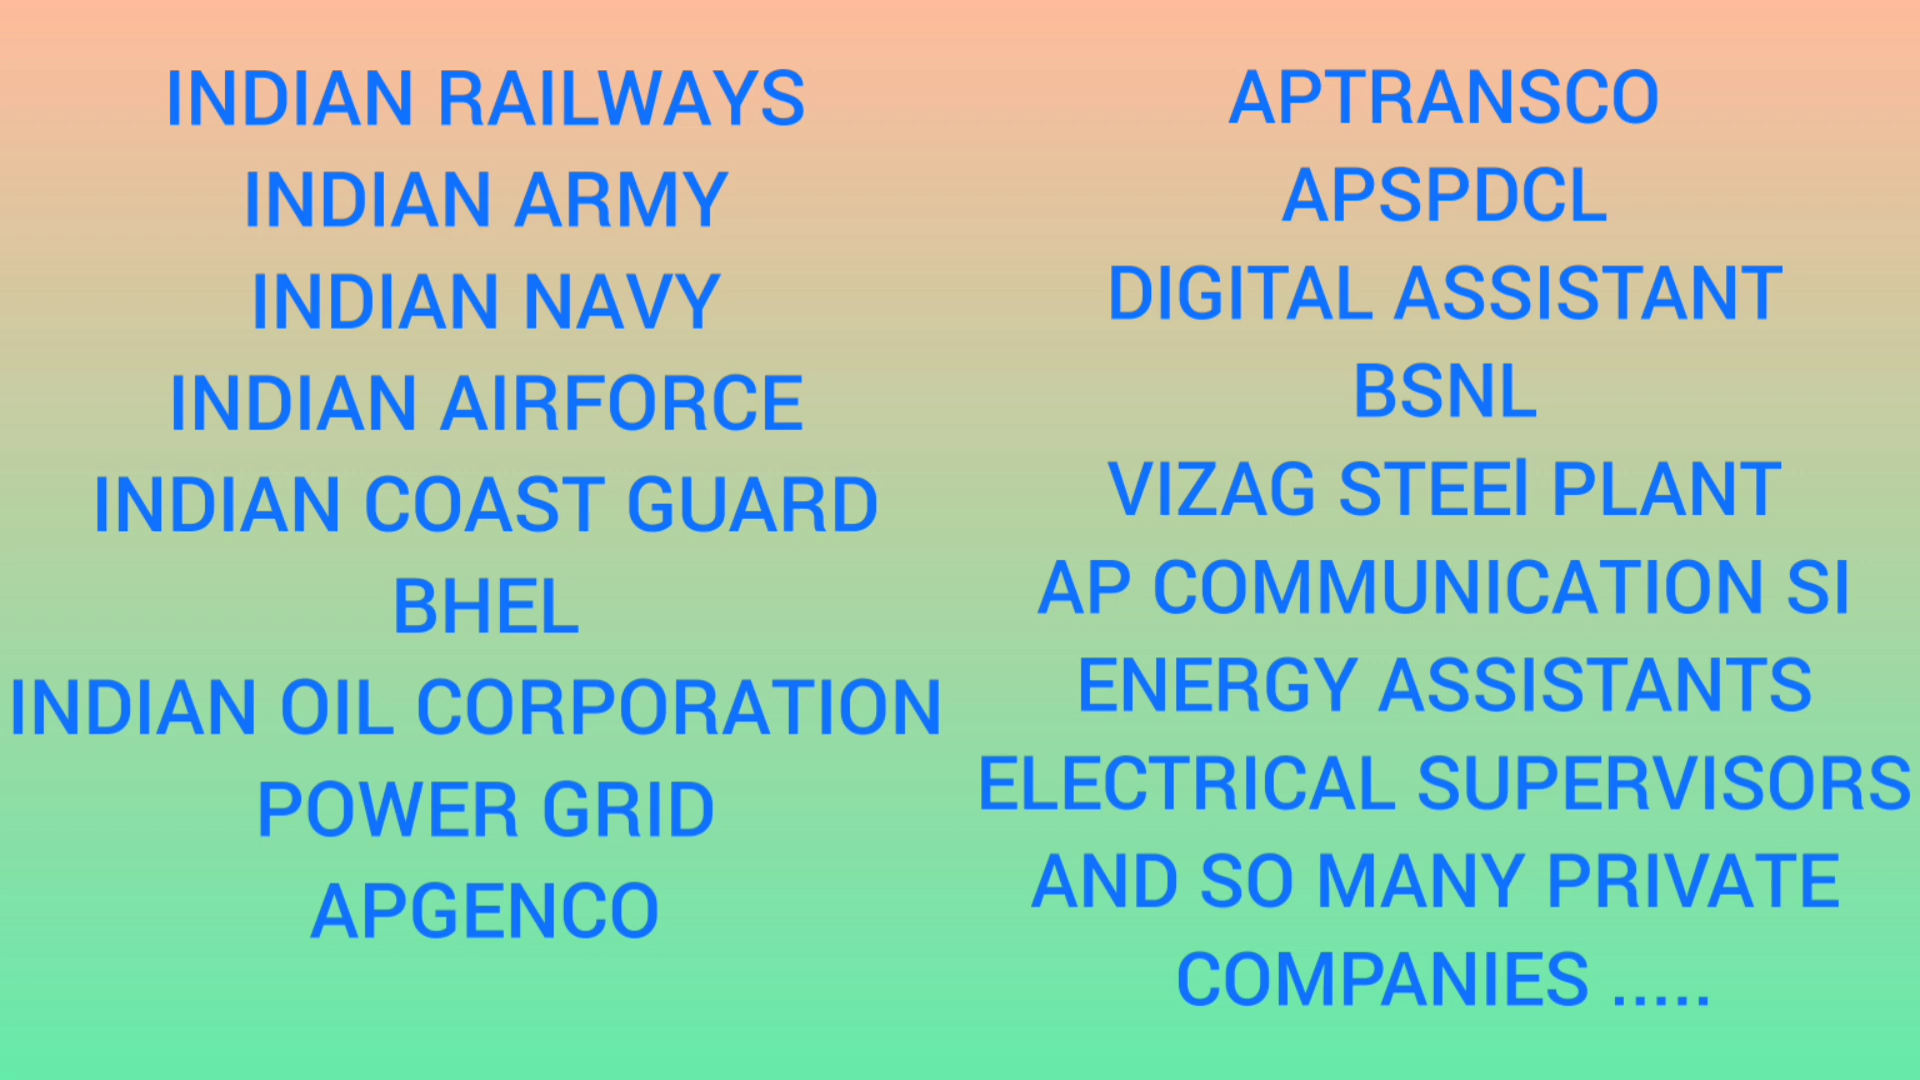 INDIAN RAILWAYS
INDIAN ARMY
INDIAN NAVY
INDIAN AIRFORCE
INDIAN COAST GUARD
BHEL
INDIAN OIL CORPORATION
POWER GRID
APGENCO
APTRANSCO
APSPDCL
DIGITAL ASSISTANT
BSNL
VIZAG STEEl PLANT
AP COMMUNICATION SI
ENERGY ASSISTANTS
ELECTRICAL SUPERVISORS
AND SO MANY PRIVATE
COMPANIES .....